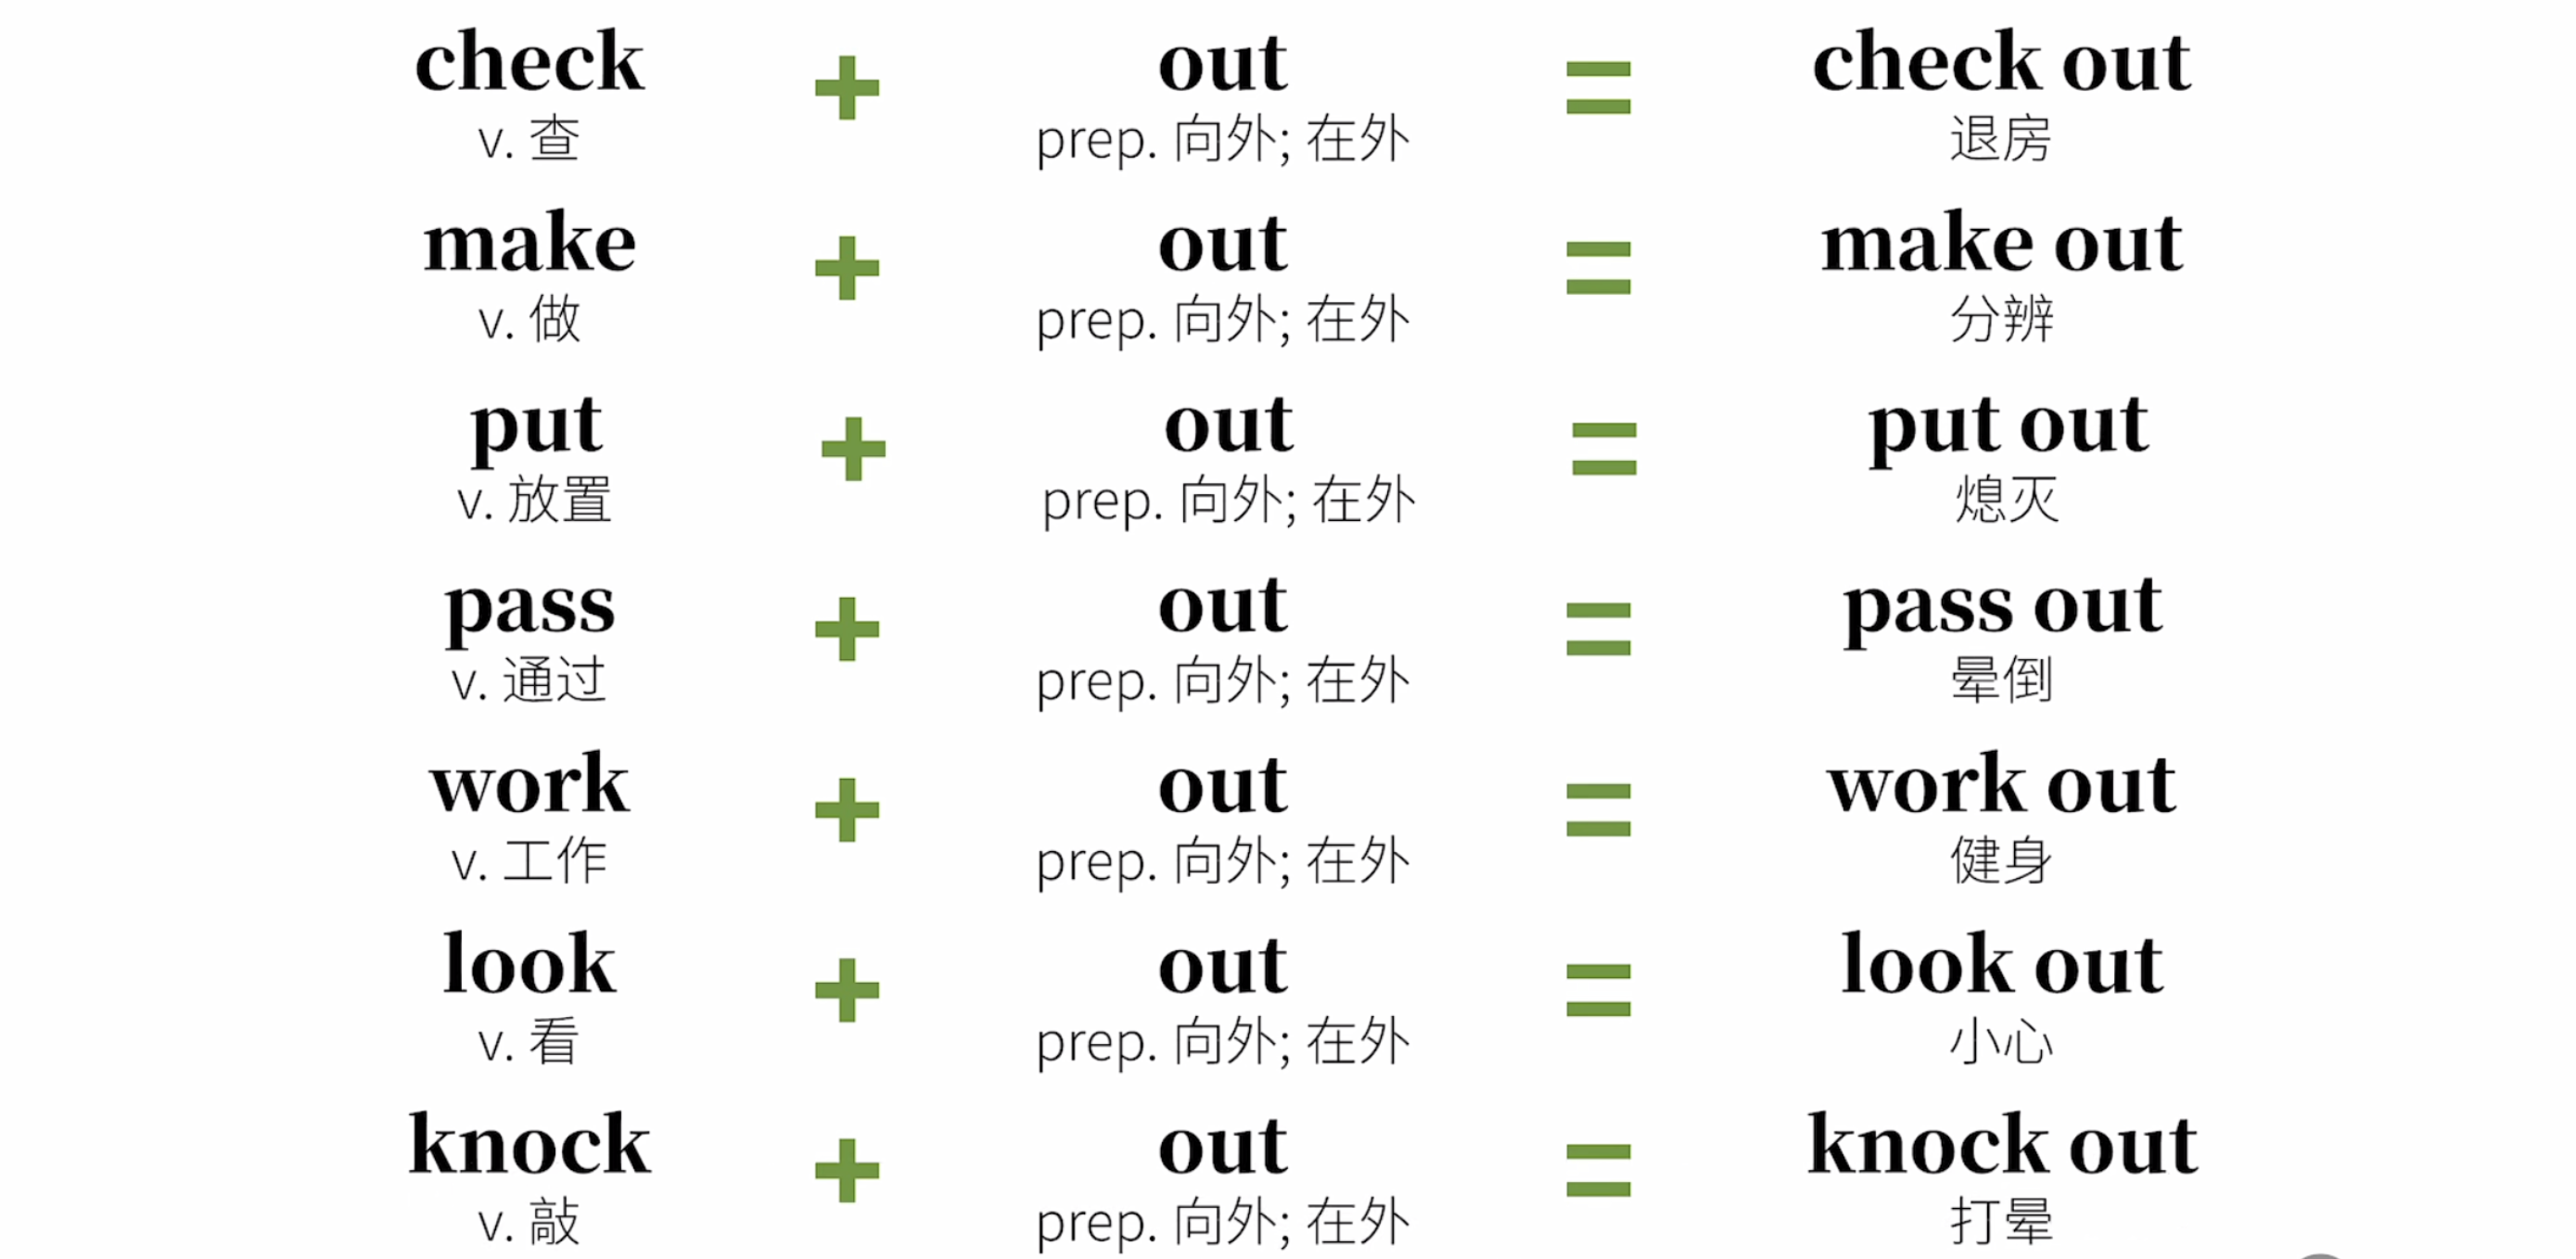 check + out = check out
v. 查 prep. 向外; 在外 退房
make + out = make out
v. 做 prep. 向外; 在外 分辨
put + out = put out
v. 放置 prep. 向外; 在外 熄灭
pass + out = pass out
v. 通过 prep. 向外; 在外 晕倒
work + out = work out
v. 工作 prep. 向外; 在外 健身
look + out = look out
v. 看 prep. 向外; 在外 小心
knock + out = knock out
v. 敲 prep. 向外; 在外 打晕